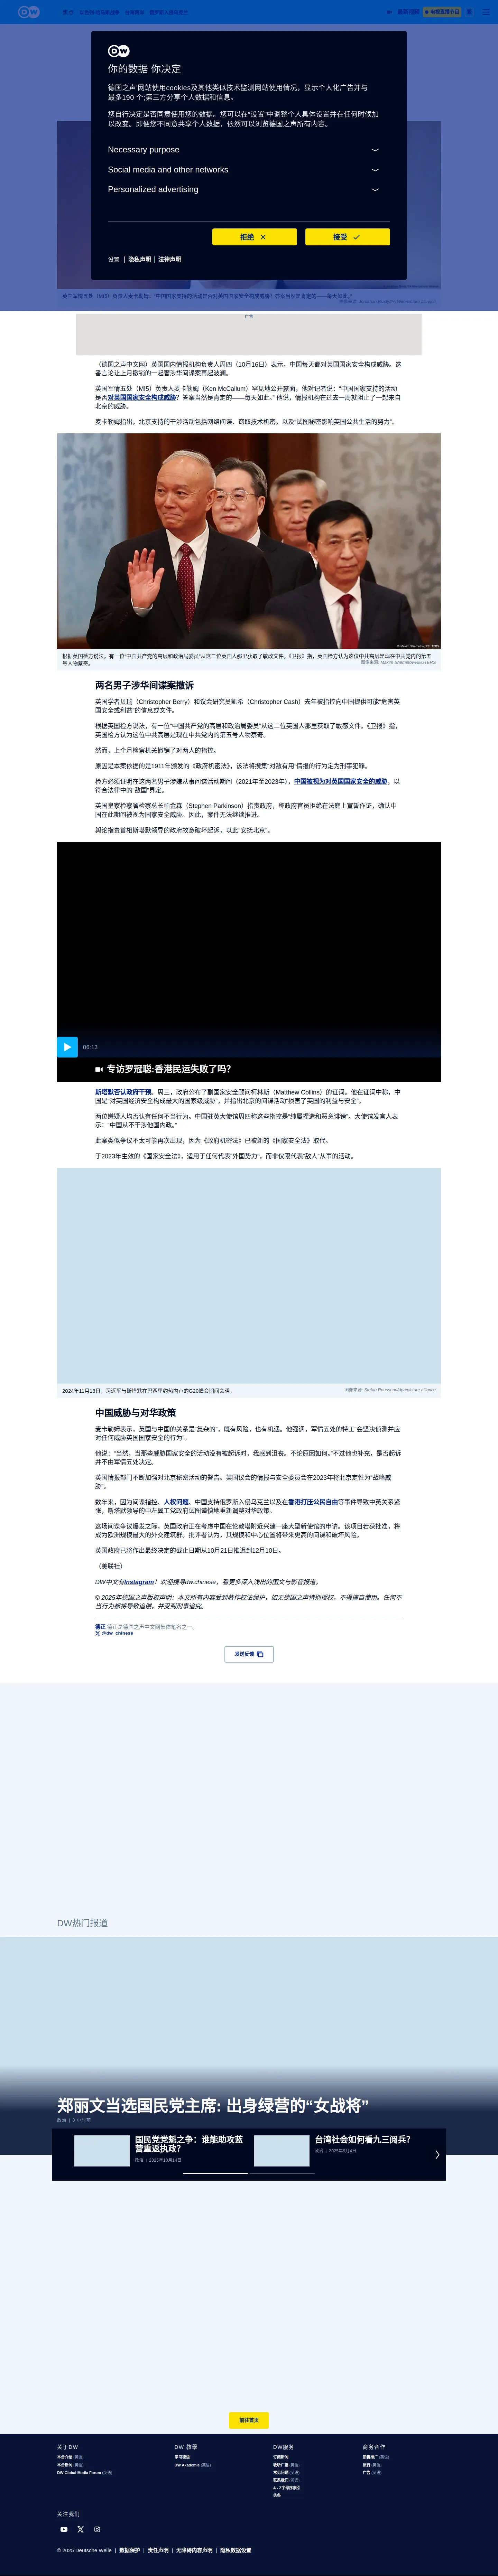 DW
最新视频
电视直播节目
DW
你的数据 你决定
德国之声'网站使用cookies及其他类似技术监测网站使用情况，显示个人化广告并与
最多190 个;第三方分享个人数据和信息。
您自行决定是否同意使用您的数据。您可以在“设置”中调整个人具体设置并在任何时候加
以改变。即便您不同意共享个人数据，依然可以浏览德国之声所有内容。
Necessary purpose
Social media and other networks
Personalized advertising
拒绝
接受
设置 | 隐私声明 | 法律声明
英国军情五处（MI5）负责人麦卡勒姆：“中国国家支持的活动是否对英国国家安全构成威胁？答案当然是肯定的——每天如此。”
广告
（德国之声中文网）英国国内情报机构负责人周四（10月16日）表示，中国每天都对英国国家安全构成威胁。这
番言论让上月撤销的一起奢涉华间谍案再起波澜。
英国军情五处（MI5）负责人麦卡勒姆（Ken McCallum）罕见地公开露面，他对记者说：“中国国家支持的活动
是否对英国国家安全构成威胁？答案当然是肯定的——每天如此。” 他说，情报机构在过去一周就阻止了一起来自
北京的威胁。
麦卡勒姆指出，北京支持的干涉活动包括网络间谍、窃取技术机密，以及“试图秘密影响英国公共生活的努力”。
© Maxim Shemetov REUTERS
根据英国检方说法，有一位“中国共产党的高层和政治局委员”从这二位英国人那里获取了敏改文件。《卫报》指，英国检方认为这位中共高层是现在中共党内的第五
号人物蔡奇。
图像来源: Maxim Shemetov/REUTERS
两名男子涉华间谍案撤诉
英国学者贝瑞（Christopher Berry）和议会研究员凯希（Christopher Cash）去年被指控向中国提供可能“危害英
国安全或利益”的信息或文件。
根据英国检方说法，有一位“中国共产党的高层和政治局委员”从这二位英国人那里获取了敏感文件。《卫报》指，
英国检方认为这位中共高层是现在中共党内的第五号人物蔡奇。
然而，上个月检察机关撤销了对两人的指控。
原因是本案依据的是1911年颁发的《政府机密法》，该法将搜集“对敌有用”情报的行为定为刑事犯罪。
检方必须证明在这两名男子涉嫌从事间谍活动期间（2021年至2023年），中国被视为对英国国家安全的威胁，以
符合法律中的“敌国”界定。
英国皇家检察署检察总长帕金森（Stephen Parkinson）指责政府，称政府官员拒绝在法庭上宣誓作证，确认中
国在此期间被视为国家安全威胁。因此，案件无法继续推进。
舆论指责首相斯塔默领导的政府故意破坏起诉，以此“安抚北京”。
06:13
专访罗冠聪:香港民运失败了吗？
斯塔默否认政府干预。周三，政府公布了副国家安全顾问柯林斯（Matthew Collins）的证词。他在证词中称，中
国是“对英国经济安全构成最大的国家级威胁”，并指出北京的间谍活动“损害了英国的利益与安全”。
两位嫌疑人均否认有任何不当行为。中国驻英大使馆周四称这些指控是“纯属捏造和恶意诽谤”。大使馆发言人表
示：“中国从不干涉他国内政。”
此案类似争议不太可能再次出现，因为《政府机密法》已被新的《国家安全法》取代。
于2023年生效的《国家安全法》，适用于任何代表“外国势力”，而非仅限代表“敌人”从事的活动。
2024年11月18日，习近平与斯塔默在巴西里约热内卢的G20峰会期间会晤。
图像来源: Stefan Rousseau/dpa/picture alliance
中国威胁与对华政策
麦卡勒姆表示，英国与中国的关系是“复杂的”，既有风险，也有机遇。他强调，军情五处的特工“会坚决侦测并应
对任何威胁英国国家安全的行为”。
他说：“当然，当那些威胁国家安全的活动没有被起诉时，我感到沮丧。不论原因如何。”不过他也补充，是否起诉
并不由军情五处决定。
英国情报部门不断加强对北京秘密活动的警告。英国议会的情报与安全委员会在2023年将北京定性为“战略威
胁”。
数年来，因为间谍指控、人权问题、中国支持俄罗斯入侵乌克兰以及在香港打压公民自由等事件导致中英关系紧
张，斯塔默领导的中左翼工党政府试图谨慎地重新调整对华政策。
这场间谍争议爆发之际，英国政府正在考虑中国在伦敦塔附近兴建一座大型新使馆的申请。该项目若获批准，将
成为欧洲规模最大的外交建筑群。批评者认为，其规模和中心位置将带来更高的间谍和破坏风险。
英国政府已将作出最终决定的截止日期从10月21日推迟到12月10日。
（美联社）
DW中文有Instagram！欢迎搜寻dw.chinese，看更多深入浅出的图文与影音报道。
© 2025年德国之声版权声明：本文所有内容受到著作权法保护，如无德国之声特别授权，不得擅自使用。任何不
当行为都将导致追偿，并受到刑事追究。
德正 德正是德国之声中文网集体笔名之一。
@dw_chinese
发送反馈
DW热门报道
郑丽文当选国民党主席: 出身绿营的“女战将”
政治 | 3 小时前
国民党党魁之争：谁能助攻蓝
营重返执政？
政治 | 2025年10月14日
台湾社会如何看九三阅兵？
政治 | 2025年9月4日
前往首页
关于DW
本台介绍 (英语)
本台新闻 (英语)
DW Global Media Forum (英语)
DW 教學
学习德语
DW Akademie (英语)
DW服务
订阅新闻
收听广播 (英语)
常见问题 (英语)
联系我们 (英语)
A - Z字母序索引
头条
商务合作
销售推广 (英语)
旅行 (英语)
广告 (英语)
关注我们
© 2025 Deutsche Welle | 数据保护 | 责任声明 | 无障碍内容声明 | 隐私数据设置